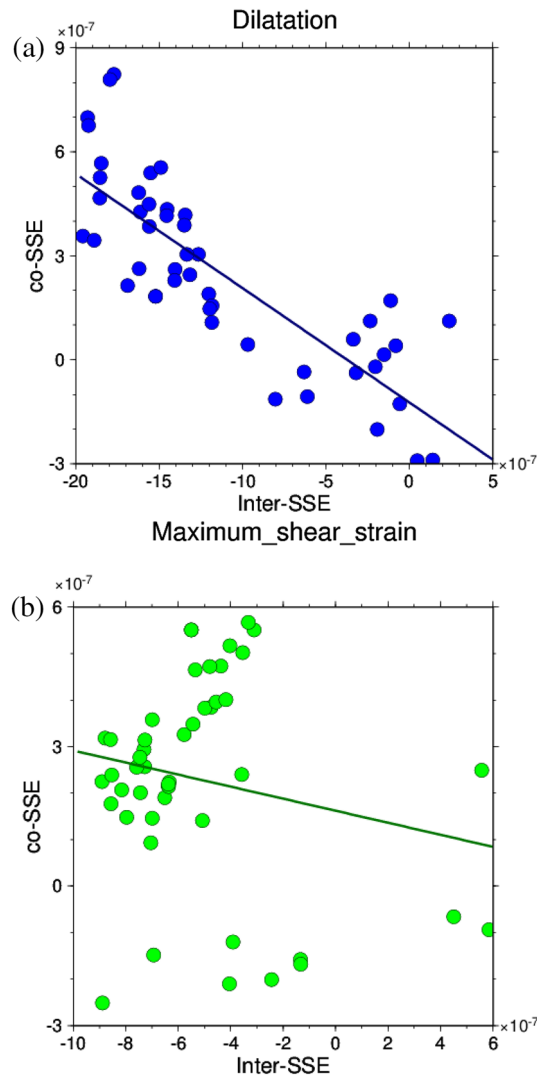 Dilatation
(a)
×10⁻⁷
9
6
3
0
-3
co-SSE
-20 -15 -10 -5 0 5
×10⁻⁷
Inter-SSE
Maximum_shear_strain
(b)
×10⁻⁷
6
3
0
-3
co-SSE
×10⁻⁷
-10 -8 -6 -4 -2 0 2 4 6
Inter-SSE